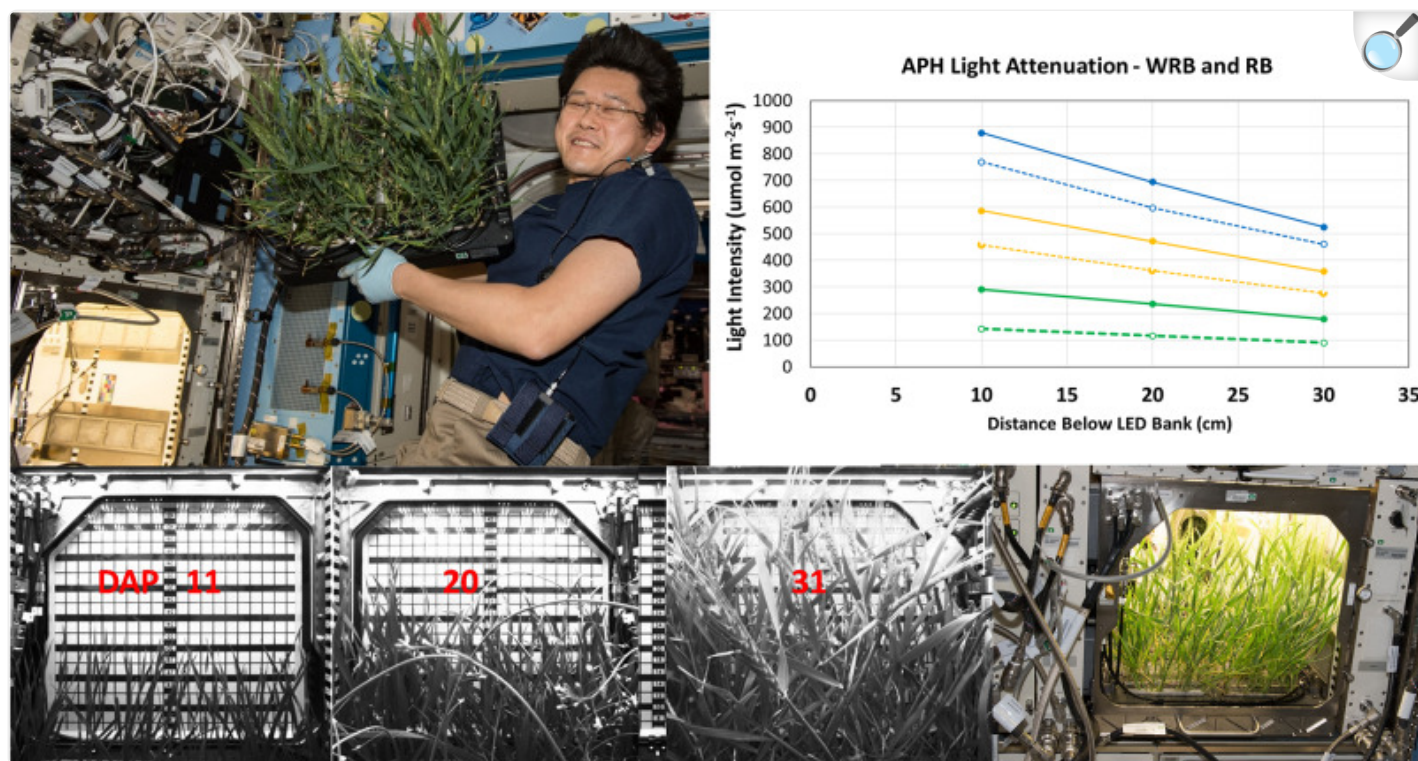 APH Light Attenuation - WRB and RB
Light Intensity (umol m⁻²s⁻¹)
1000
900
800
700
600
500
400
300
200
100
0
0 5 10 15 20 25 30 35
Distance Below LED Bank (cm)
DAP 11
20
31